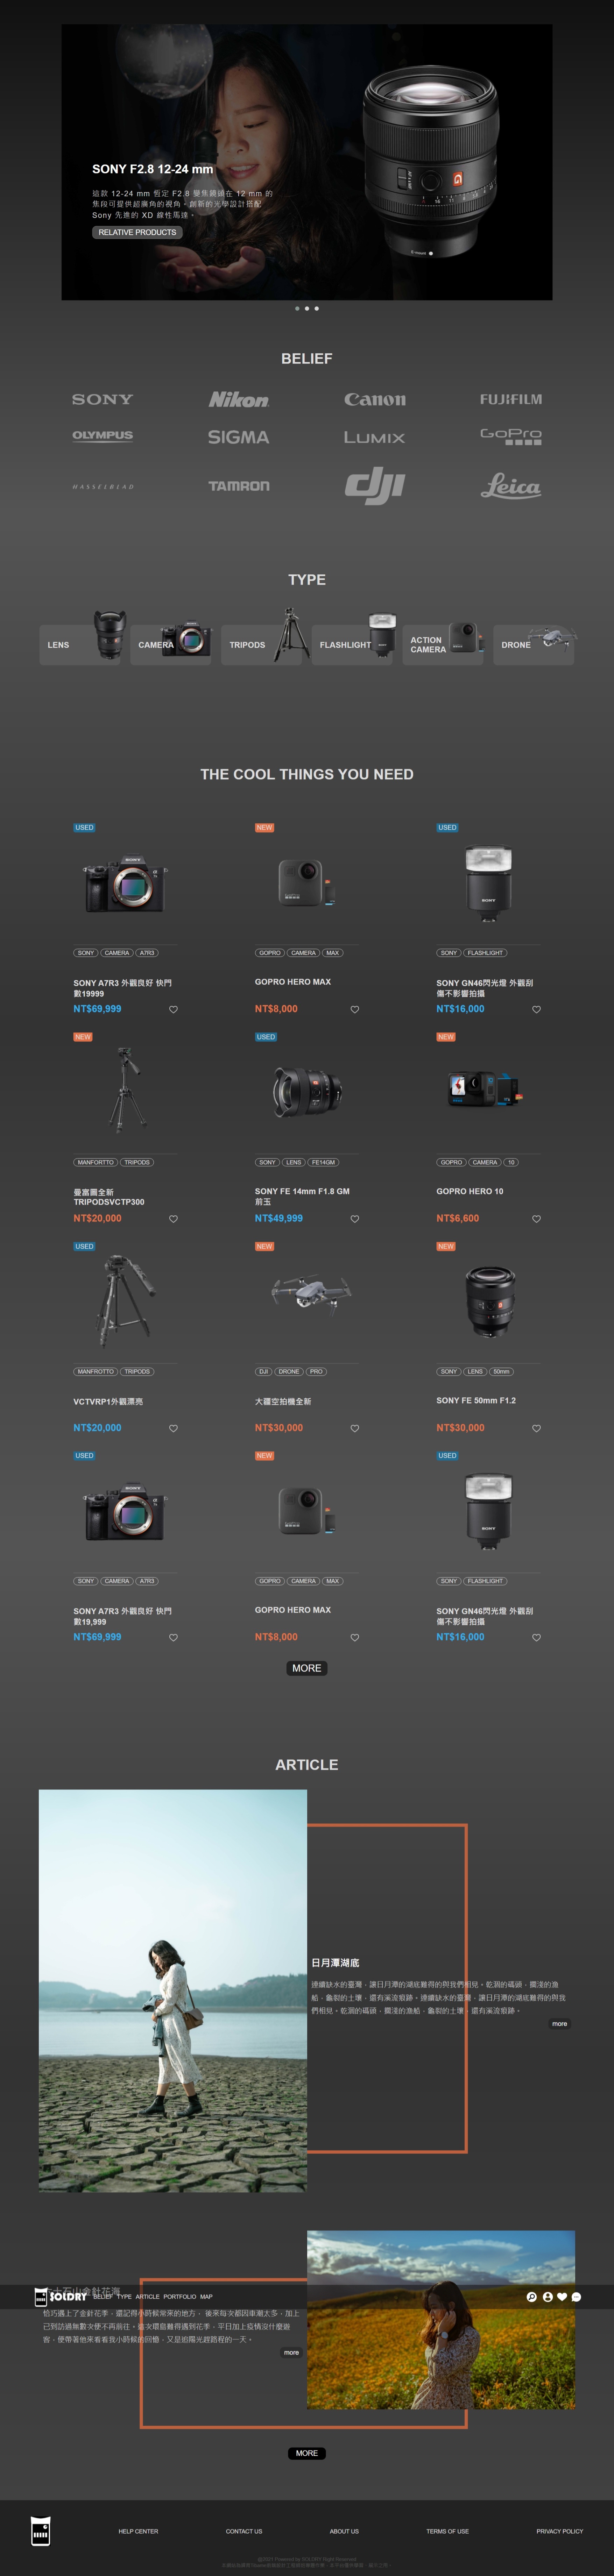 SONY F2.8 12-24 mm
這款 12-24 mm 恆定 F2.8 變焦鏡頭在 12 mm 的
焦段可提供超廣角的視角。創新的光學設計搭配
Sony 先進的 XD 線性馬達。
RELATIVE PRODUCTS
BELIEF
SONY Nikon Canon FUJIFILM
OLYMPUS SIGMA LUMIX GoPro
HASSELBLAD TAMRON dji Leica
TYPE
LENS CAMERA TRIPODS FLASHLIGHT ACTION CAMERA DRONE
THE COOL THINGS YOU NEED
USED NEW USED
SONY CAMERA A7R3 GOPRO CAMERA MAX SONY FLASHLIGHT
SONY A7R3 外觀良好 快門
數19999
GOPRO HERO MAX
SONY GN46閃光燈 外觀刮
傷不影響拍攝
NT$69,999 NT$8,000 NT$16,000
NEW USED NEW
MANFORTTO TRIPODS SONY LENS FE14GM GOPRO CAMERA 10
曼富圖全新
TRIPODSVCTP300
SONY FE 14mm F1.8 GM
前玉
GOPRO HERO 10
NT$20,000 NT$49,999 NT$6,600
USED NEW NEW
MANFROTTO TRIPODS DJI DRONE PRO SONY LENS 50mm
VCTVRP1外觀漂亮 大疆空拍機全新 SONY FE 50mm F1.2
NT$20,000 NT$30,000 NT$30,000
USED NEW USED
SONY CAMERA A7R3 GOPRO CAMERA MAX SONY FLASHLIGHT
SONY A7R3 外觀良好 快門
數19,999
GOPRO HERO MAX
SONY GN46閃光燈 外觀刮
傷不影響拍攝
NT$69,999 NT$8,000 NT$16,000
MORE
ARTICLE
日月潭湖底
連續缺水的臺灣，讓日月潭的湖底難得的與我們相見。乾涸的碼頭，擱淺的漁
船，龜裂的土壤，還有溪流痕跡。連續缺水的臺灣，讓日月潭的湖底難得的與我
們相見。乾涸的碼頭，擱淺的漁船，龜裂的土壤，還有溪流痕跡。
more
十石山金針花海
SOLDRY BELIEF TYPE ARTICLE PORTFOLIO MAP
恰巧遇上了金針花季，還記得小時候常來的地方， 後來每次都因車潮太多，加上
已到訪過無數次便不再前往。這次環島難得遇到花季，平日加上疫情沒什麼遊
客，便帶著他來看看我小時候的回憶，又是追陽光趕路程的一天。
more
MORE
HELP CENTER CONTACT US ABOUT US TERMS OF USE PRIVACY POLICY
@2021 Powered by SOLDRY Right Reserved